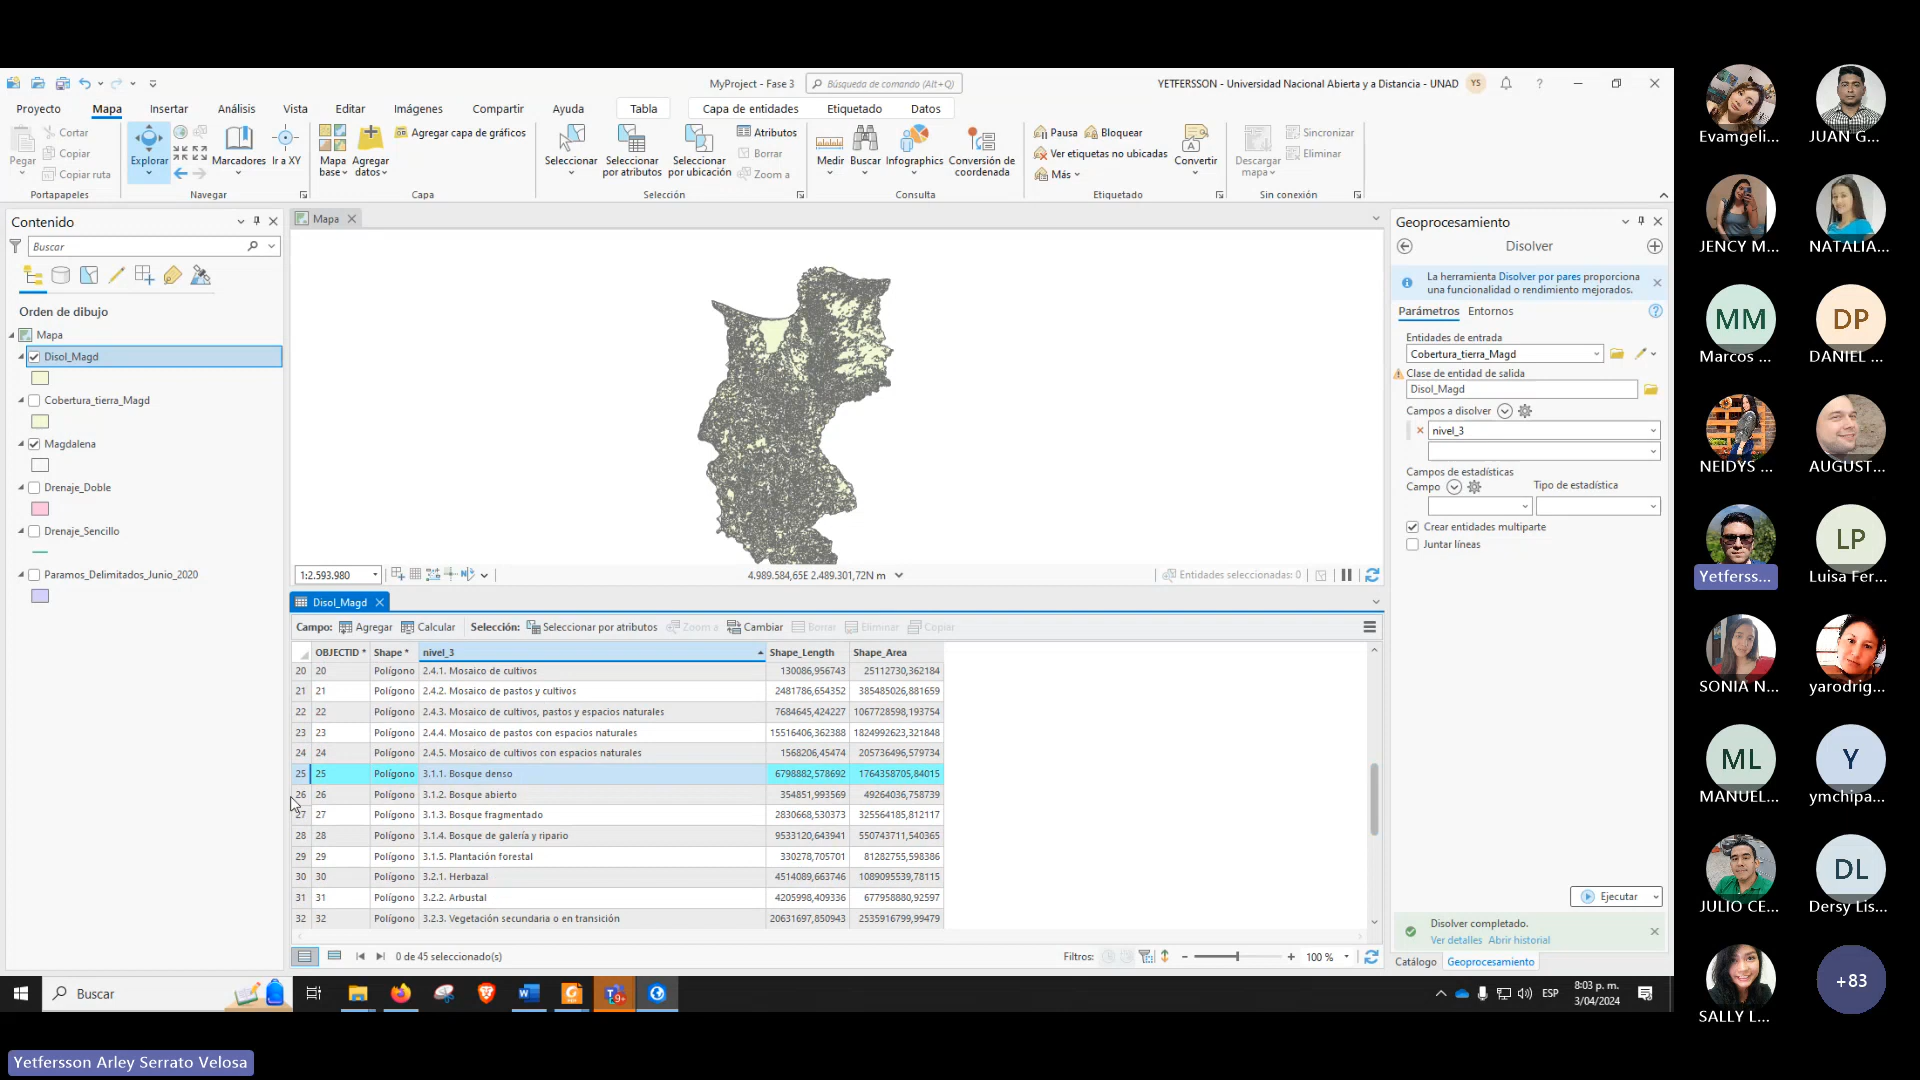 MyProject - Fase 3
Búsqueda de comando (Alt+Q)
YETFERSSON - Universidad Nacional Abierta y a Distancia - UNAD
YS
?
Proyecto Mapa Insertar Análisis Vista Editar Imágenes Compartir Ayuda Tabla Capa de entidades Etiquetado Datos
Pegar
Cortar
Copiar
Copiar ruta
Portapapeles
Explorar
Marcadores
Ir a XY
Navegar
Mapa base
Agregar datos
Agregar capa de gráficos
Capa
Seleccionar
Seleccionar por atributos
Seleccionar por ubicación
Atributos
Borrar
Zoom a
Selección
Medir
Buscar
Infographics
Conversión de coordenada
Consulta
Pausa
Bloquear
Ver etiquetas no ubicadas
Más
Convertir
Etiquetado
Descargar mapa
Sincronizar
Eliminar
Sin conexión
Contenido
Buscar
Orden de dibujo
Mapa
Disol_Magd
Cobertura_tierra_Magd
Magdalena
Drenaje_Doble
Drenaje_Sencillo
Paramos_Delimitados_Junio_2020
Mapa
1:2.593.980
4.989.584,65E 2.489.301,72N m
Entidades seleccionadas: 0
Disol_Magd
Campo: Agregar Calcular Selección: Seleccionar por atributos Zoom a Cambiar Borrar Eliminar Copiar
OBJECTID * Shape * nivel_3 Shape_Length Shape_Area
20 20 Polígono 2.4.1. Mosaico de cultivos 130086,956743 25112730,362184
21 21 Polígono 2.4.2. Mosaico de pastos y cultivos 2481786,654352 385485026,881659
22 22 Polígono 2.4.3. Mosaico de cultivos, pastos y espacios naturales 7684645,424227 1067728598,193754
23 23 Polígono 2.4.4. Mosaico de pastos con espacios naturales 15516406,362388 1824992623,321848
24 24 Polígono 2.4.5. Mosaico de cultivos con espacios naturales 1568206,45474 205736496,579734
25 25 Polígono 3.1.1. Bosque denso 6798882,578692 1764358705,84015
26 26 Polígono 3.1.2. Bosque abierto 354851,993569 49264036,758739
27 27 Polígono 3.1.3. Bosque fragmentado 2830668,530373 325564185,812117
28 28 Polígono 3.1.4. Bosque de galería y ripario 9533120,643941 550743711,540365
29 29 Polígono 3.1.5. Plantación forestal 330278,705701 81282755,598386
30 30 Polígono 3.2.1. Herbazal 4514089,663746 1089095539,78115
31 31 Polígono 3.2.2. Arbustal 4205998,409336 677958880,92597
32 32 Polígono 3.2.3. Vegetación secundaria o en transición 20631697,850943 2535916799,99479
0 de 45 seleccionado(s)
Filtros:
100 %
Geoprocesamiento
Disolver
La herramienta Disolver por pares proporciona
una funcionalidad o rendimiento mejorados.
Parámetros Entornos
?
Entidades de entrada
Cobertura_tierra_Magd
Clase de entidad de salida
Disol_Magd
Campos a disolver
nivel_3
Campos de estadísticas
Campo Tipo de estadística
Crear entidades multiparte
Juntar líneas
Ejecutar
Disolver completado.
Ver detalles Abrir historial
Catálogo Geoprocesamiento
Buscar
9+
ESP
8:03 p. m.
3/04/2024
Yetfersson Arley Serrato Velosa
Evamgeli... JUAN G...
JENCY M... NATALIA...
MM DP
Marcos ... DANIEL ...
NEIDYS ... AUGUST...
LP
Yetferss... Luisa Fer...
SONIA N... yarodrig...
ML Y
MANUEL... ymchipa...
DL
JULIO CE... Dersy Lis...
+83
SALLY L...